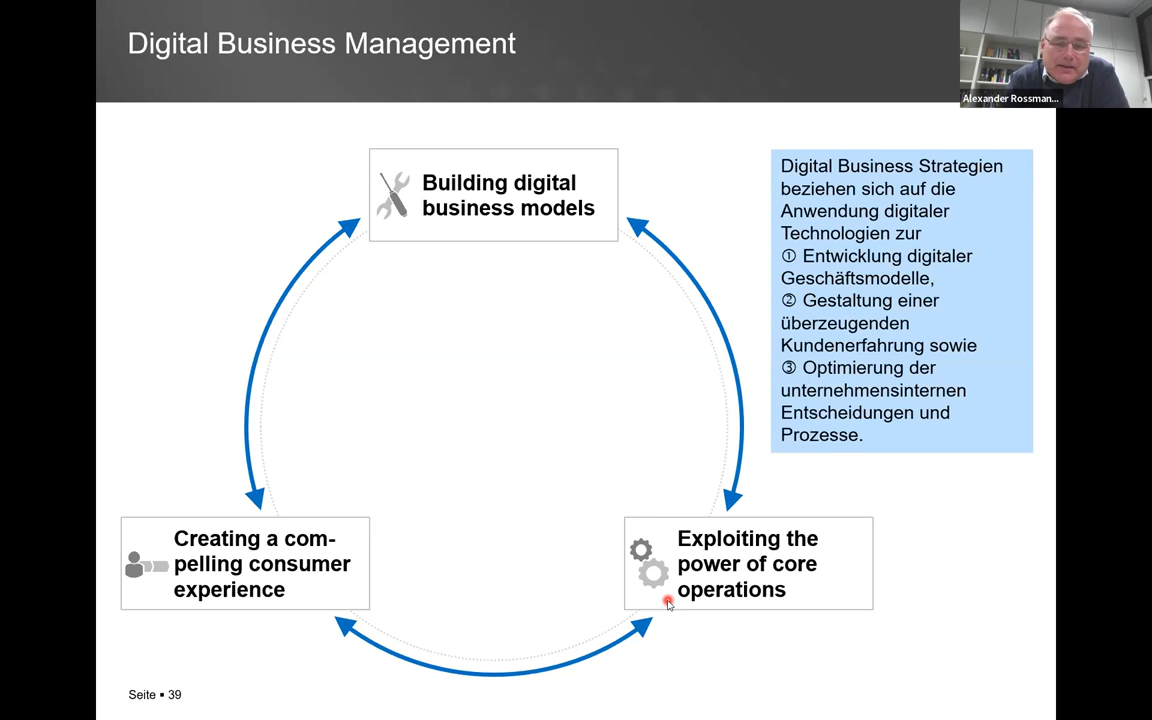 Digital Business Management
Alexander Rossman...
Building digital
business models
Digital Business Strategien
beziehen sich auf die
Anwendung digitaler
Technologien zur
① Entwicklung digitaler
Geschäftsmodelle,
② Gestaltung einer
überzeugenden
Kundenerfahrung sowie
③ Optimierung der
unternehmensinternen
Entscheidungen und
Prozesse.
Creating a com-
pelling consumer
experience
Exploiting the
power of core
operations
Seite ▪ 39